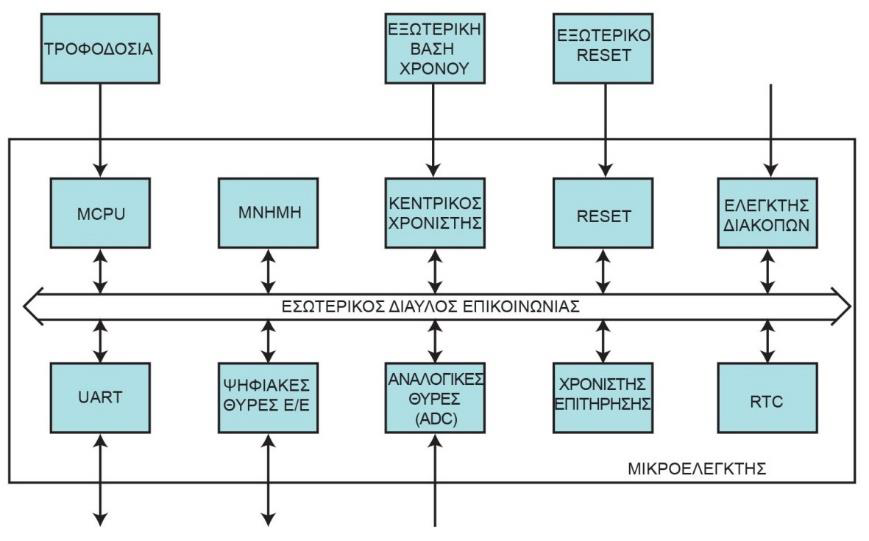 ΤΡΟΦΟΔΟΣΙΑ
ΕΞΩΤΕΡΙΚΗ
ΒΑΣΗ
ΧΡΟΝΟΥ
ΕΞΩΤΕΡΙΚΟ
RESET
MCPU
ΜΝΗΜΗ
ΚΕΝΤΡΙΚΟΣ
ΧΡΟΝΙΣΤΗΣ
RESET
ΕΛΕΓΚΤΗΣ
ΔΙΑΚΟΠΩΝ
ΕΣΩΤΕΡΙΚΟΣ ΔΙΑΥΛΟΣ ΕΠΙΚΟΙΝΩΝΙΑΣ
UART
ΨΗΦΙΑΚΕΣ
ΘΥΡΕΣ Ε/Ε
ΑΝΑΛΟΓΙΚΕΣ
ΘΥΡΕΣ
(ADC)
ΧΡΟΝΙΣΤΗΣ
ΕΠΙΤΗΡΗΣΗΣ
RTC
ΜΙΚΡΟΕΛΕΓΚΤΗΣ